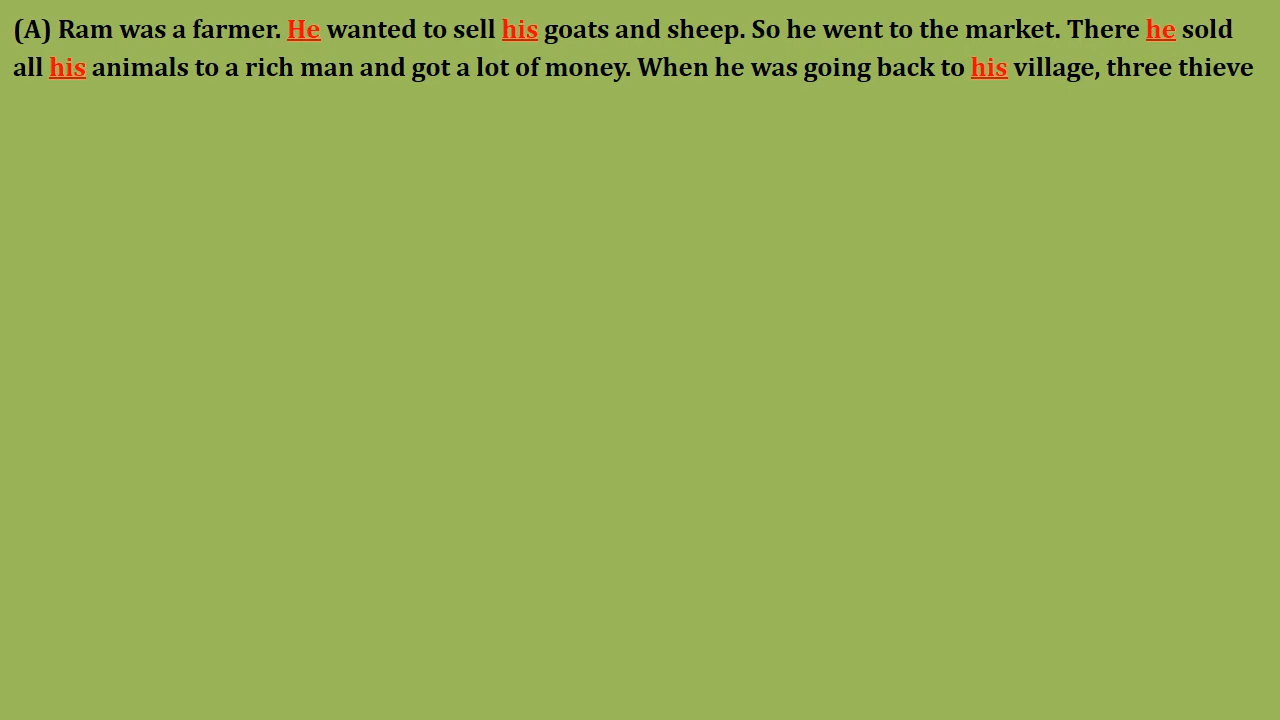 (A) Ram was a farmer. He wanted to sell his goats and sheep. So he went to the market. There he sold
all his animals to a rich man and got a lot of money. When he was going back to his village, three thieve